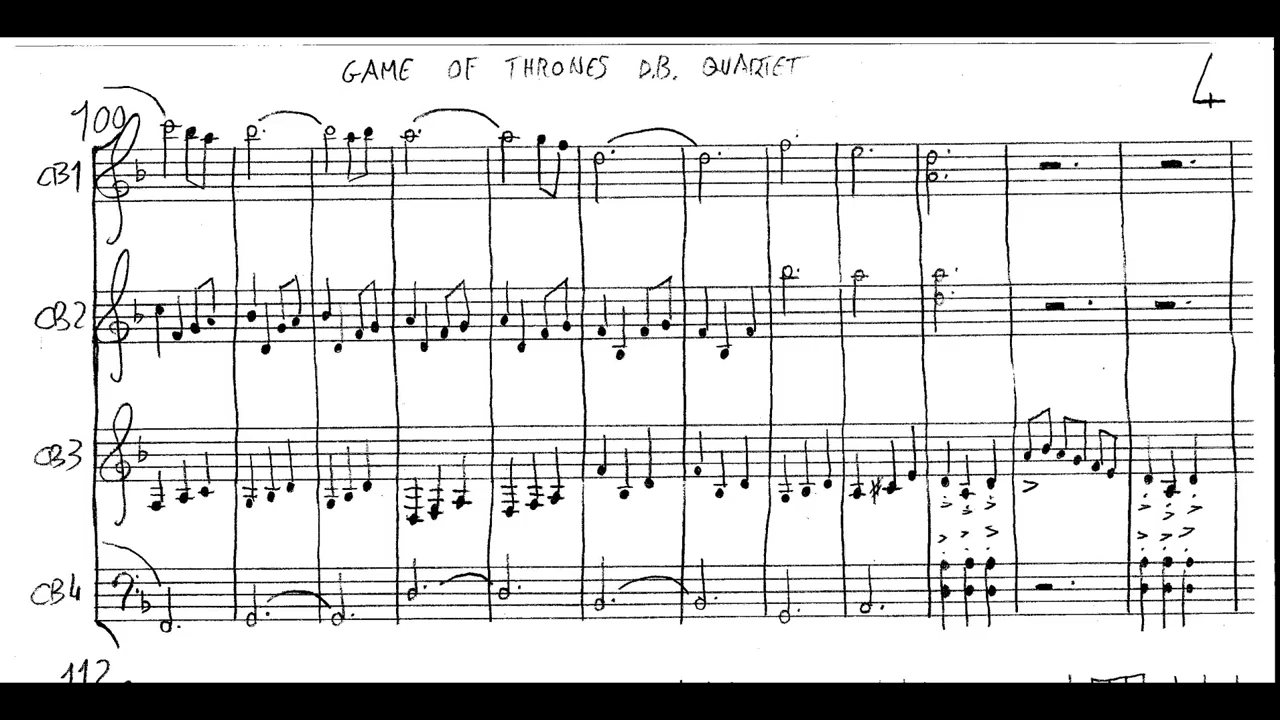 GAME OF THRONES D.B. QUARTET
4
100
CB1
CB2
CB3
CB4
112